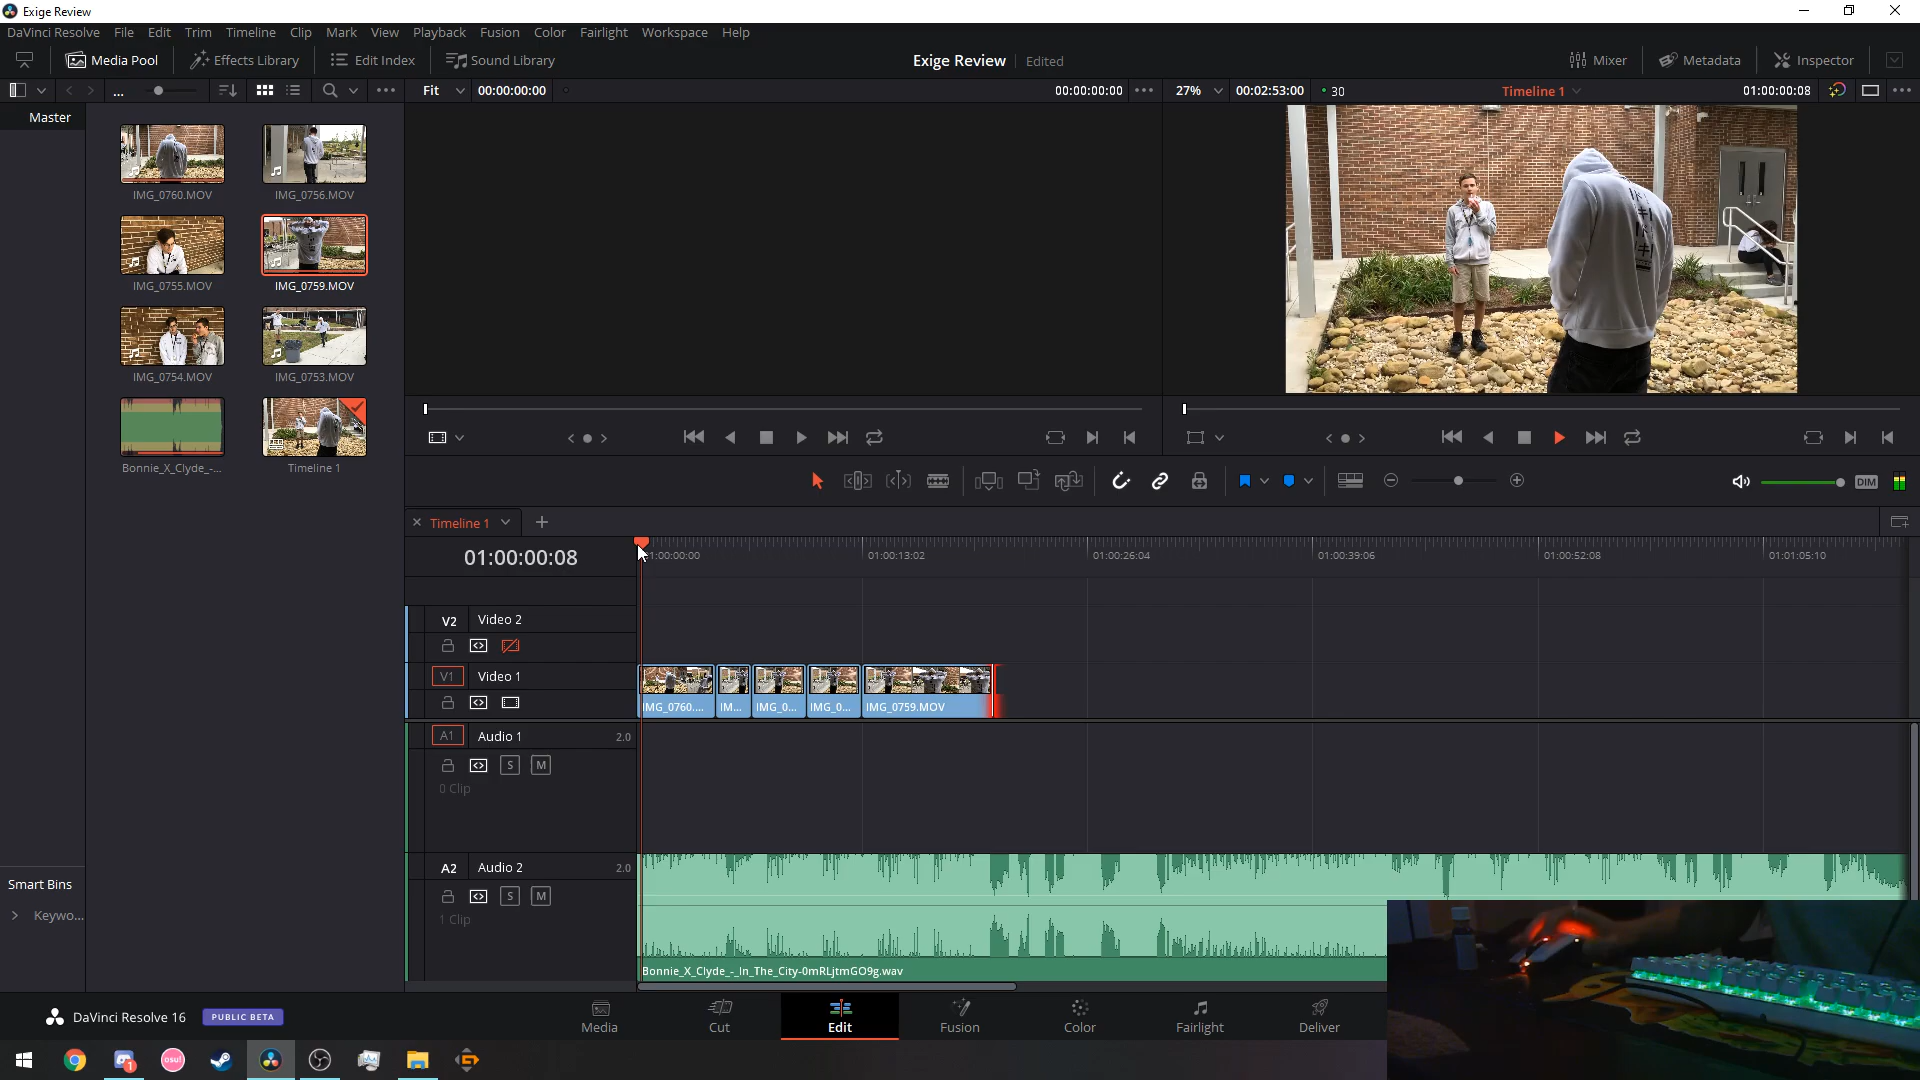 Exige Review
DaVinci Resolve File Edit Trim Timeline Clip Mark View Playback Fusion Color Fairlight Workspace Help
Media Pool Effects Library Edit Index Sound Library Exige Review Edited Mixer Metadata Inspector
... Fit 00:00:00:00 00:00:00:00 27% 00:02:53:00 30 Timeline 1 01:00:00:08
Master
IMG_0760.MOV IMG_0756.MOV
IMG_0755.MOV IMG_0759.MOV
IMG_0754.MOV IMG_0753.MOV
Bonnie_X_Clyde_-... Timeline 1
DIM
Timeline 1
01:00:00:08 01:00:00:00 01:00:13:02 01:00:26:04 01:00:39:06 01:00:52:08 01:01:05:10
V2 Video 2
V1 Video 1
IMG_0760.... IM... IMG_0... IMG_0... IMG_0759.MOV
A1 Audio 1 2.0
S M
0 Clip
A2 Audio 2 2.0
S M
1 Clip
Bonnie_X_Clyde_-_In_The_City-0mRLjtmGO9g.wav
Smart Bins
Keywo...
DaVinci Resolve 16 PUBLIC BETA
Media Cut Edit Fusion Color Fairlight Deliver
1 osu!